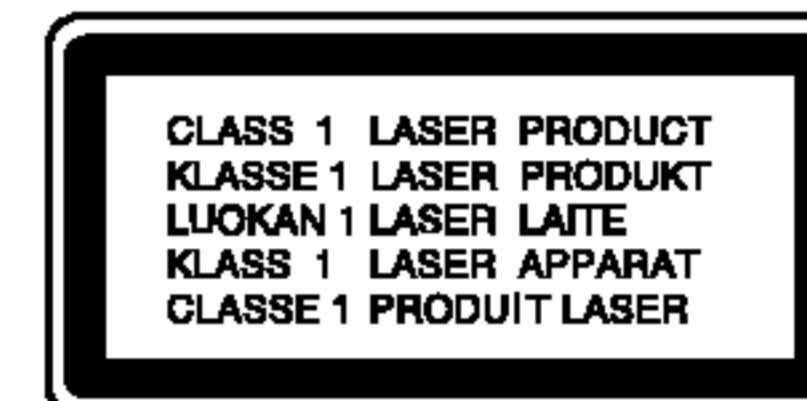 CLASS 1 LASER PRODUCT
KLASSE 1 LASER PRODUKT
LUOKAN 1 LASER LAITE
KLASS 1 LASER APPARAT
CLASSE 1 PRODUIT LASER